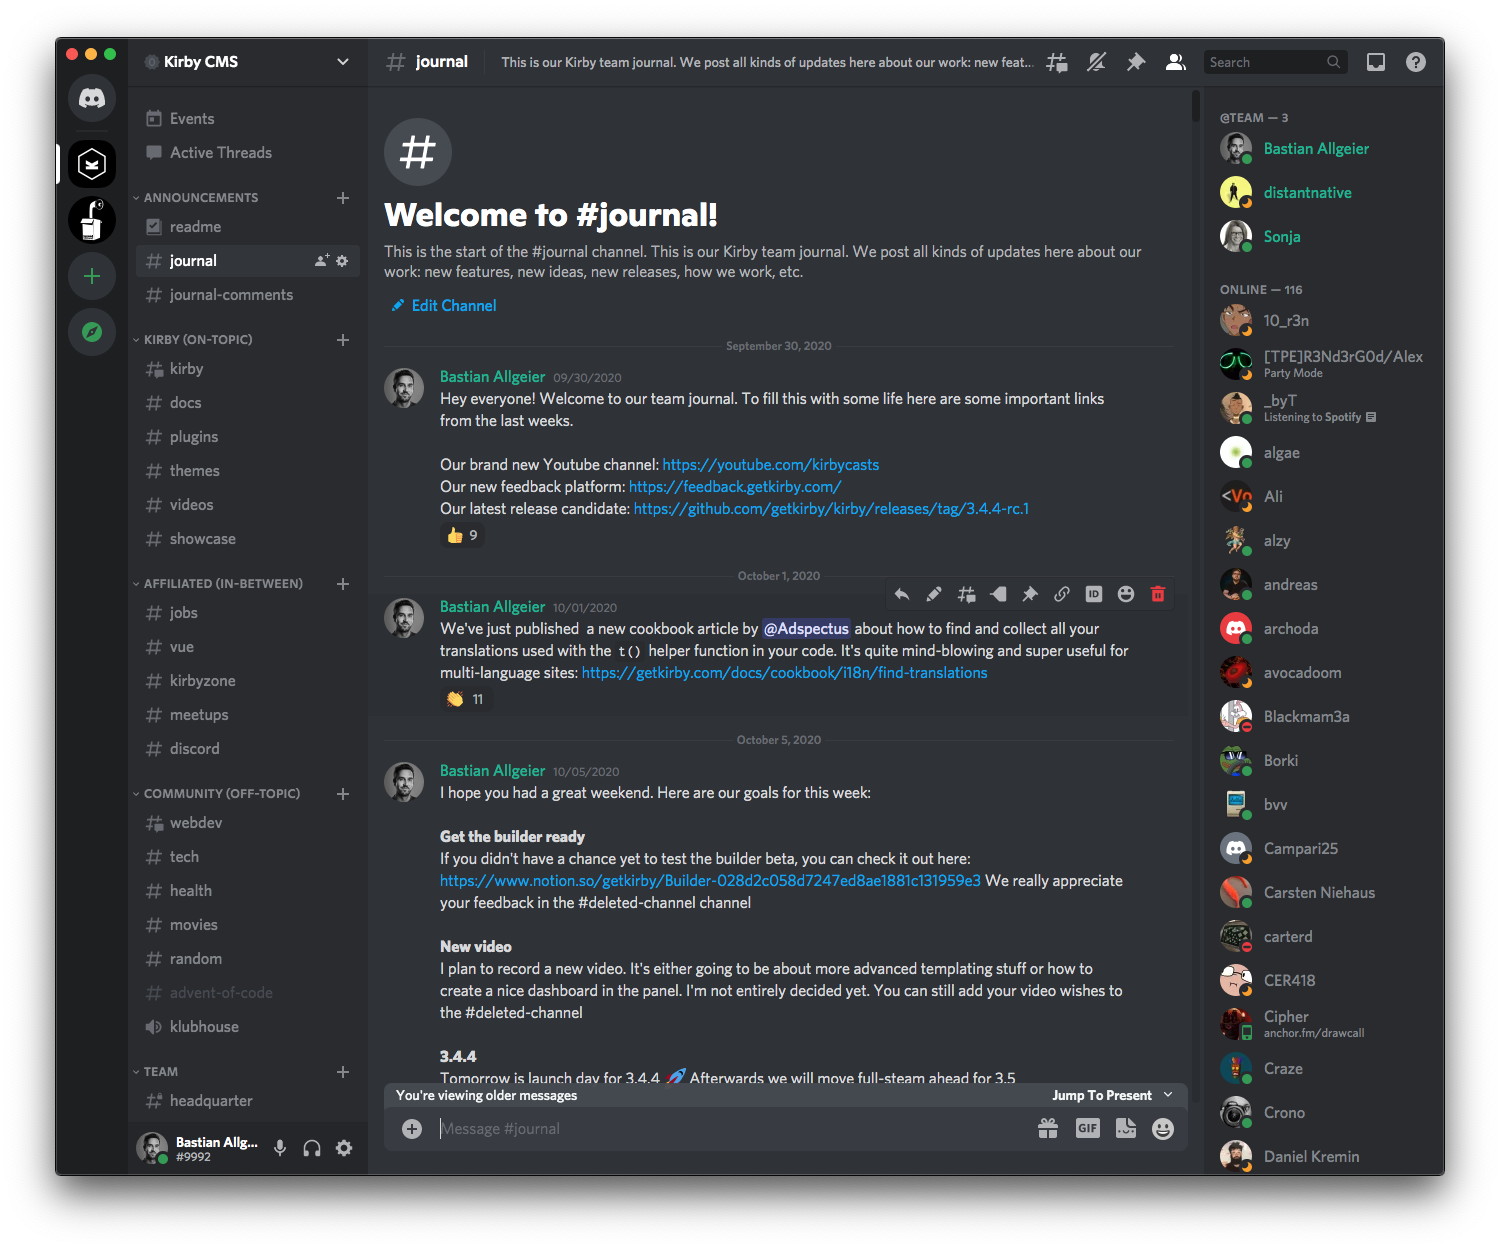 Kirby CMS
Events
Active Threads
ANNOUNCEMENTS
readme
journal
journal-comments
KIRBY (ON-TOPIC)
kirby
docs
plugins
themes
videos
showcase
AFFILIATED (IN-BETWEEN)
jobs
vue
kirbyzone
meetups
discord
COMMUNITY (OFF-TOPIC)
webdev
tech
health
movies
random
advent-of-code
klubhouse
TEAM
headquarter
Bastian Allg...
#9992
# journal
This is our Kirby team journal. We post all kinds of updates here about our work: new feat...
Search
#
Welcome to #journal!
This is the start of the #journal channel. This is our Kirby team journal. We post all kinds of updates here about our
work: new features, new ideas, new releases, how we work, etc.
Edit Channel
September 30, 2020
Bastian Allgeier 09/30/2020
Hey everyone! Welcome to our team journal. To fill this with some life here are some important links
from the last weeks.
Our brand new Youtube channel: https://youtube.com/kirbycasts
Our new feedback platform: https://feedback.getkirby.com/
Our latest release candidate: https://github.com/getkirby/kirby/releases/tag/3.4.4-rc.1
👍 9
October 1, 2020
Bastian Allgeier 10/01/2020
ID
We've just published a new cookbook article by @Adspectus about how to find and collect all your
translations used with the t() helper function in your code. It's quite mind-blowing and super useful for
multi-language sites: https://getkirby.com/docs/cookbook/i18n/find-translations
👏 11
October 5, 2020
Bastian Allgeier 10/05/2020
I hope you had a great weekend. Here are our goals for this week:
Get the builder ready
If you didn't have a chance yet to test the builder beta, you can check it out here:
https://www.notion.so/getkirby/Builder-028d2c058d7247ed8ae1881c131959e3 We really appreciate
your feedback in the #deleted-channel channel
New video
I plan to record a new video. It's either going to be about more advanced templating stuff or how to
create a nice dashboard in the panel. I'm not entirely decided yet. You can still add your video wishes to
the #deleted-channel
3.4.4
Tomorrow is launch day for 3.4.4 🚀 Afterwards we will move full-steam ahead for 3.5
You're viewing older messages
Jump To Present
Message #journal
GIF
@TEAM — 3
Bastian Allgeier
distantnative
Sonja
ONLINE — 116
10_r3n
[TPE]R3Nd3rG0d/Alex
Party Mode
_byT
Listening to Spotify
algae
<Vo
Ali
alzy
andreas
archoda
avocadoom
Blackmam3a
Borki
bvv
Campari25
Carsten Niehaus
carterd
CER418
Cipher
anchor.fm/drawcall
Craze
Crono
Daniel Kremin